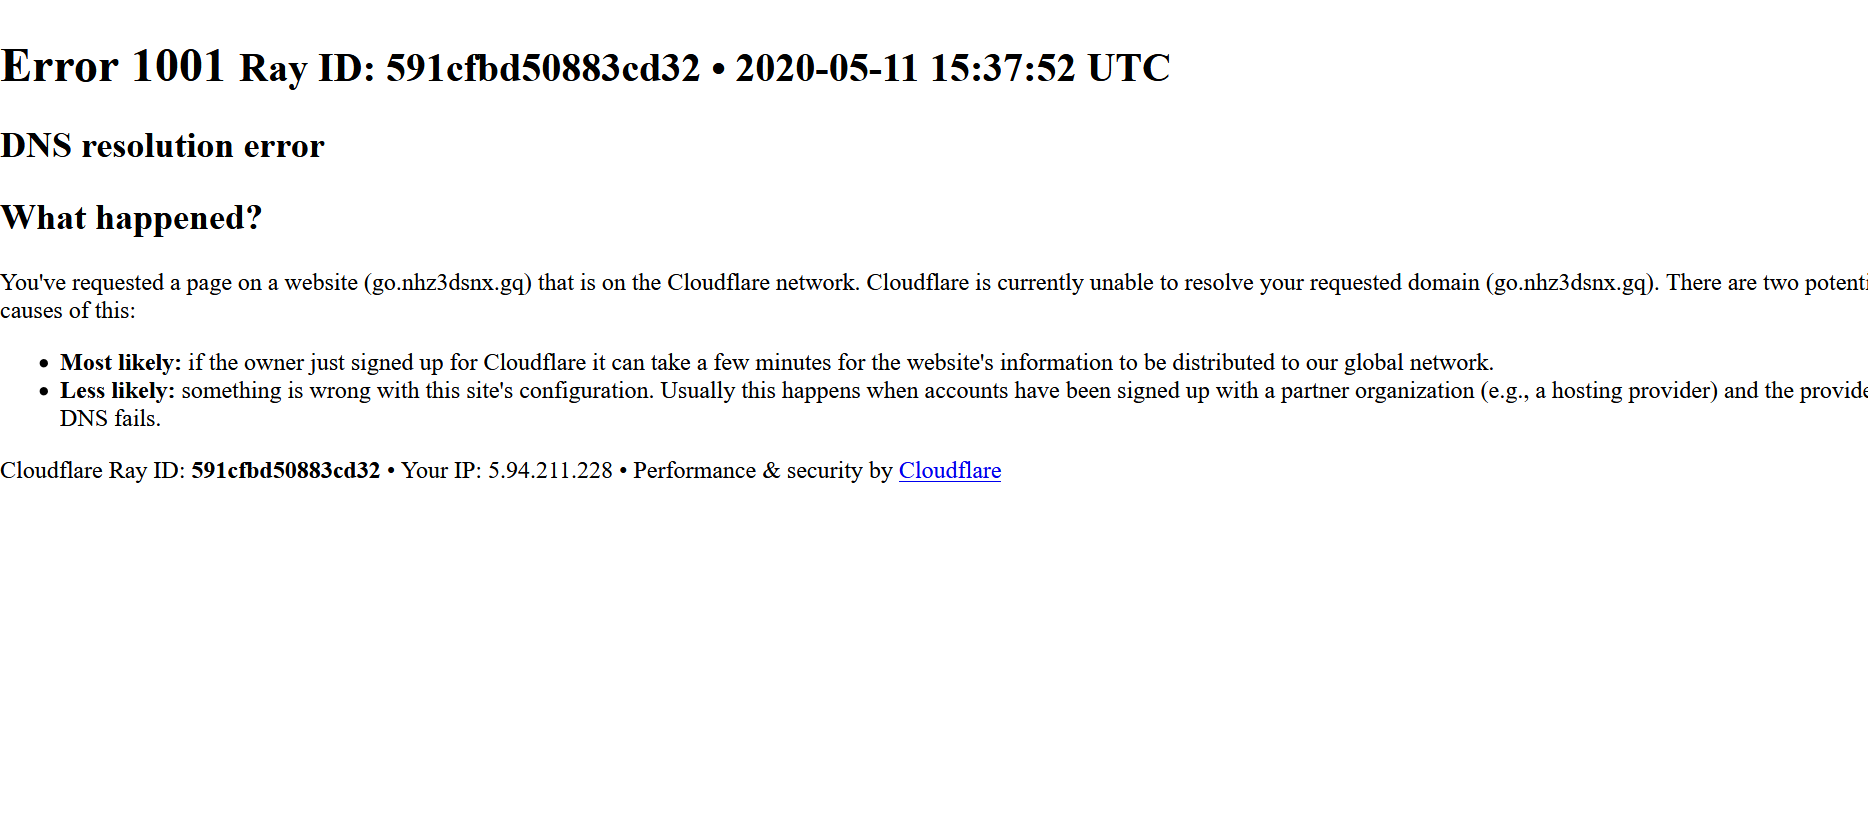 Error 1001 Ray ID: 591cfbd50883cd32 • 2020-05-11 15:37:52 UTC
DNS resolution error
What happened?
You've requested a page on a website (go.nhz3dsnx.gq) that is on the Cloudflare network. Cloudflare is currently unable to resolve your requested domain (go.nhz3dsnx.gq). There are two potenti
causes of this:
• Most likely: if the owner just signed up for Cloudflare it can take a few minutes for the website's information to be distributed to our global network.
• Less likely: something is wrong with this site's configuration. Usually this happens when accounts have been signed up with a partner organization (e.g., a hosting provider) and the provide
DNS fails.
Cloudflare Ray ID: 591cfbd50883cd32 • Your IP: 5.94.211.228 • Performance & security by Cloudflare